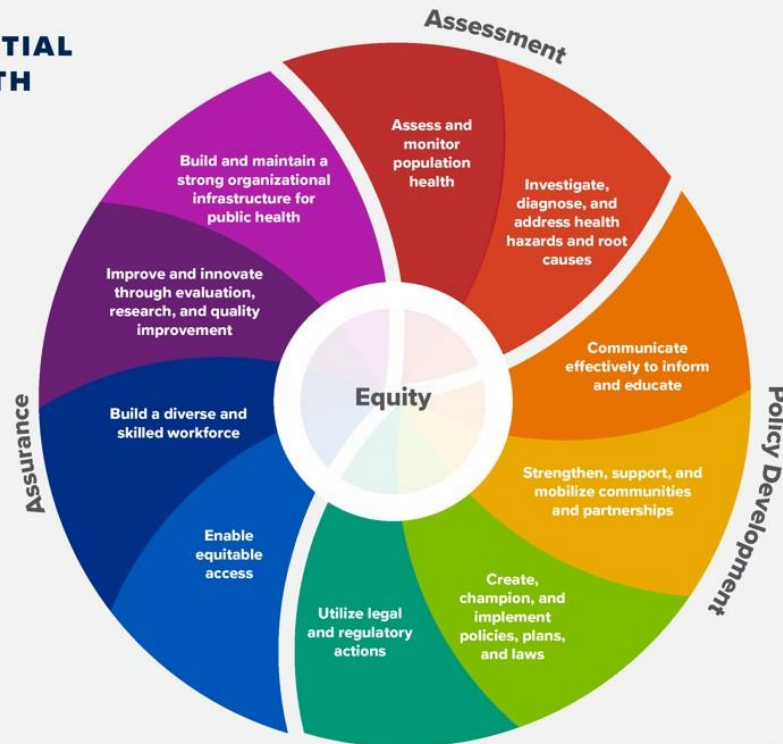 Assessment
Assess and
monitor
population
health
Investigate,
diagnose, and
address health
hazards and root
causes
Communicate
effectively to inform
and educate
Strengthen, support, and
mobilize communities
and partnerships
Policy Development
Create,
champion, and
implement
policies, plans,
and laws
Utilize legal
and regulatory
actions
Enable
equitable
access
Build a diverse and
skilled workforce
Assurance
Improve and innovate
through evaluation,
research, and quality
improvement
Build and maintain a
strong organizational
infrastructure for
public health
Equity